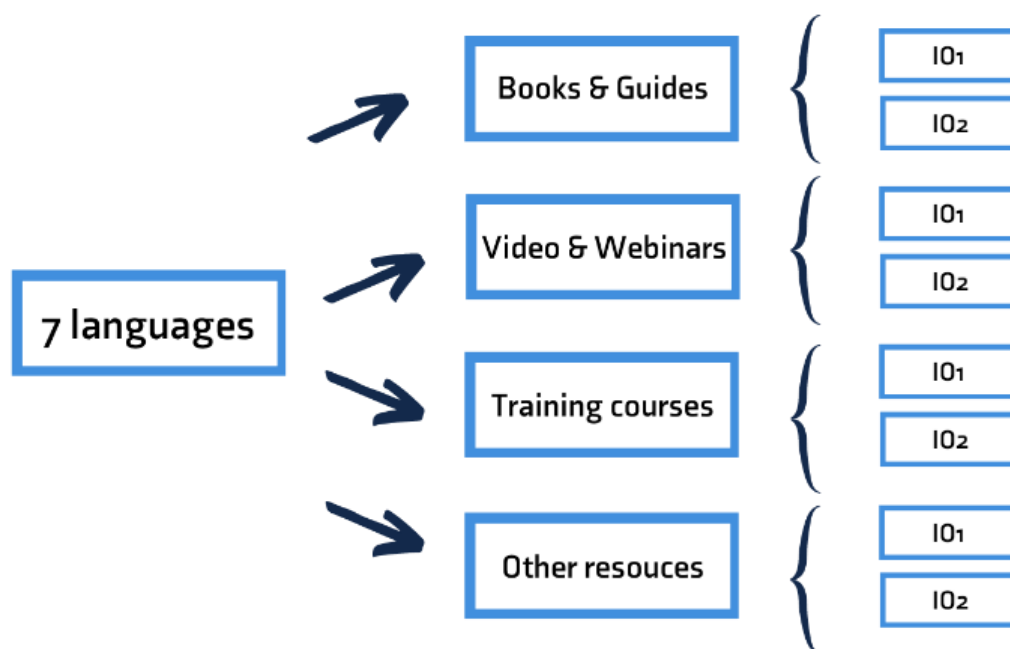 7 languages
Books & Guides
IO1
IO2
Video & Webinars
IO1
IO2
Training courses
IO1
IO2
Other resouces
IO1
IO2